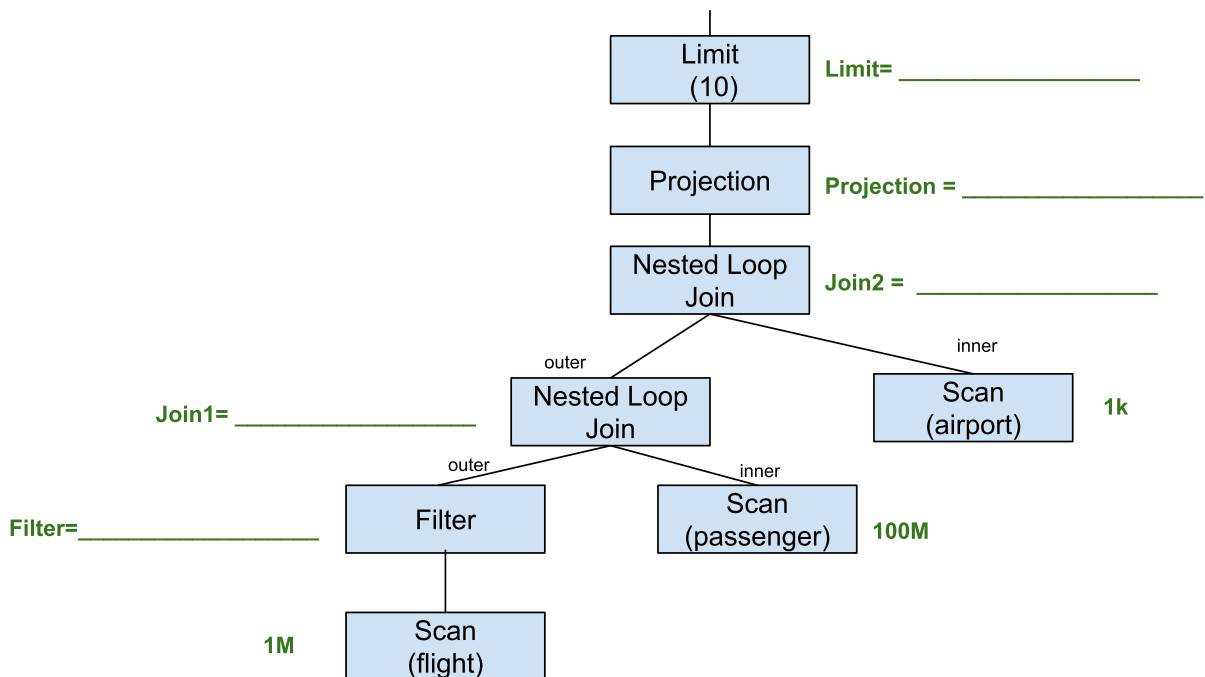 Limit
(10)
Limit= ___________________
Projection
Projection = ___________________
Nested Loop
Join
Join2 = ___________________
outer
inner
Nested Loop
Join
Join1= ___________________
Scan
(airport)
1k
outer
inner
Filter
Filter=___________________
Scan
(passenger)
100M
Scan
(flight)
1M